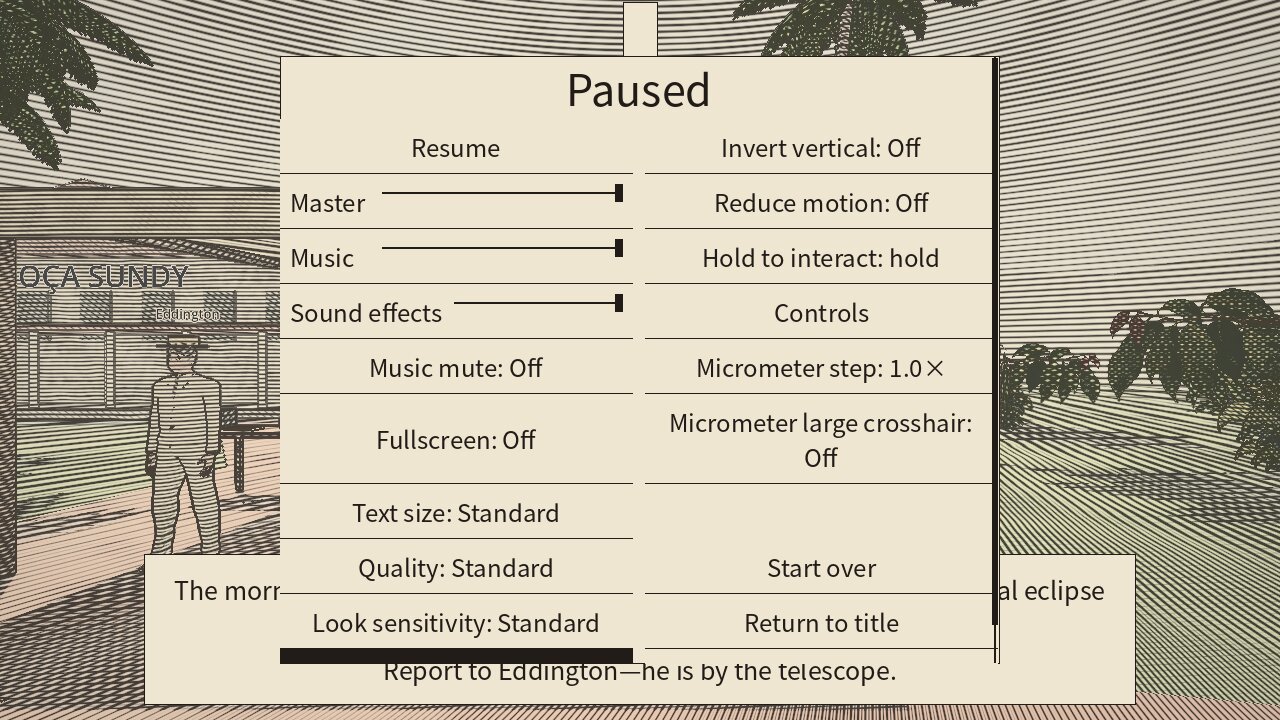 Paused
Resume
Master
Music
Sound effects
Music mute: Off
Fullscreen: Off
Text size: Standard
Quality: Standard
Look sensitivity: Standard
Invert vertical: Off
Reduce motion: Off
Hold to interact: hold
Controls
Micrometer step: 1.0×
Micrometer large crosshair:
Off
Start over
Return to title
OÇA SUNDY
Eddington
The al eclipse
Report to Eddington—he is by the telescope.